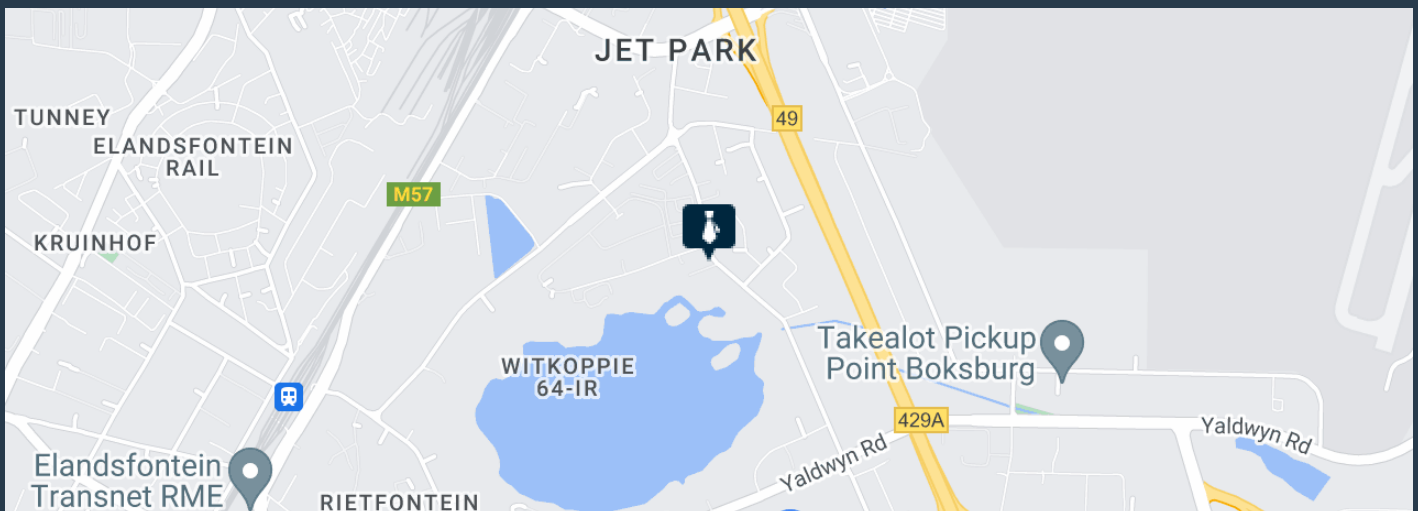 JET PARK
49
TUNNEY
ELANDSFONTEIN
RAIL
M57
KRUINHOF
Takealot Pickup
Point Boksburg
WITKOPPIE
64-IR
429A
Yaldwyn Rd
Yaldwyn Rd
Elandsfontein
Transnet RME
RIETFONTEIN